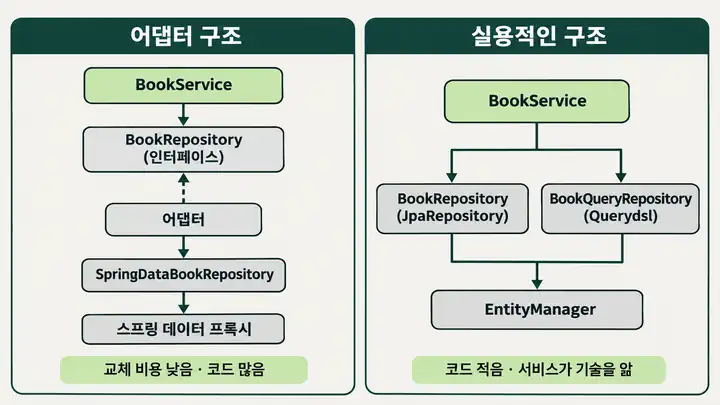 어댑터 구조
BookService
BookRepository
(인터페이스)
어댑터
SpringDataBookRepository
스프링 데이터 프록시
교체 비용 낮음 · 코드 많음
실용적인 구조
BookService
BookRepository
(JpaRepository)
BookQueryRepository
(Querydsl)
EntityManager
코드 적음 · 서비스가 기술을 앎